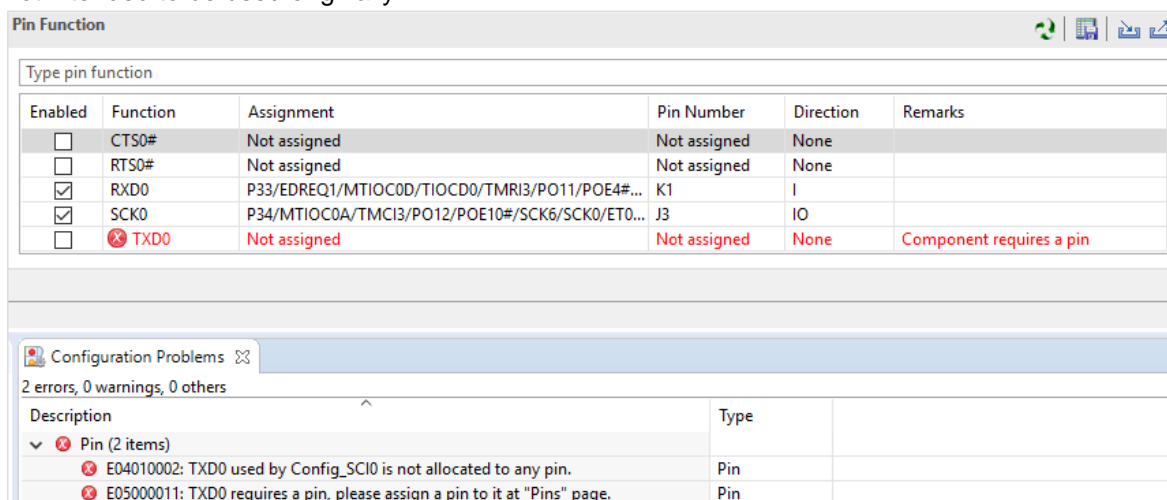 Pin Function
Type pin function
Enabled Function Assignment Pin Number Direction Remarks
CTS0# Not assigned Not assigned None
RTS0# Not assigned Not assigned None
RXD0 P33/EDREQ1/MTIOC0D/TIOCD0/TMRI3/PO11/POE4#... K1 I
SCK0 P34/MTIOC0A/TMCI3/PO12/POE10#/SCK6/SCK0/ET0... J3 IO
TXD0 Not assigned Not assigned None Component requires a pin
Configuration Problems
2 errors, 0 warnings, 0 others
Description Type
Pin (2 items)
E04010002: TXD0 used by Config_SCI0 is not allocated to any pin. Pin
E05000011: TXD0 requires a pin, please assign a pin to it at "Pins" page. Pin